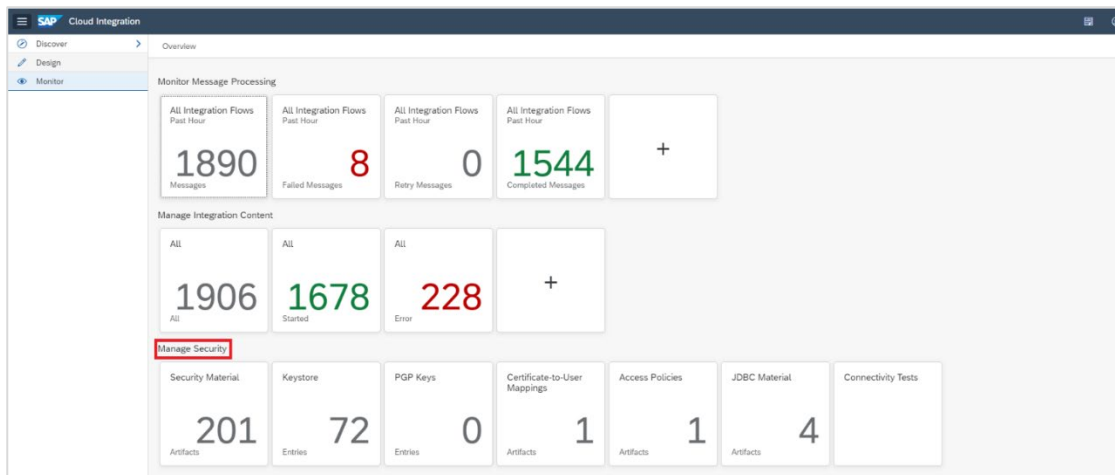 SAP Cloud Integration
Discover
Overview
Design
Monitor
Monitor Message Processing
All Integration Flows
Past Hour
1890
Messages
All Integration Flows
Past Hour
8
Failed Messages
All Integration Flows
Past Hour
0
Retry Messages
All Integration Flows
Past Hour
1544
Completed Messages
+
Manage Integration Content
All
1906
All
All
1678
Started
All
228
Error
+
Manage Security
Security Material
201
Artifacts
Keystore
72
Entries
PGP Keys
0
Entries
Certificate-to-User
Mappings
1
Artifacts
Access Policies
1
Artifacts
JDBC Material
4
Artifacts
Connectivity Tests